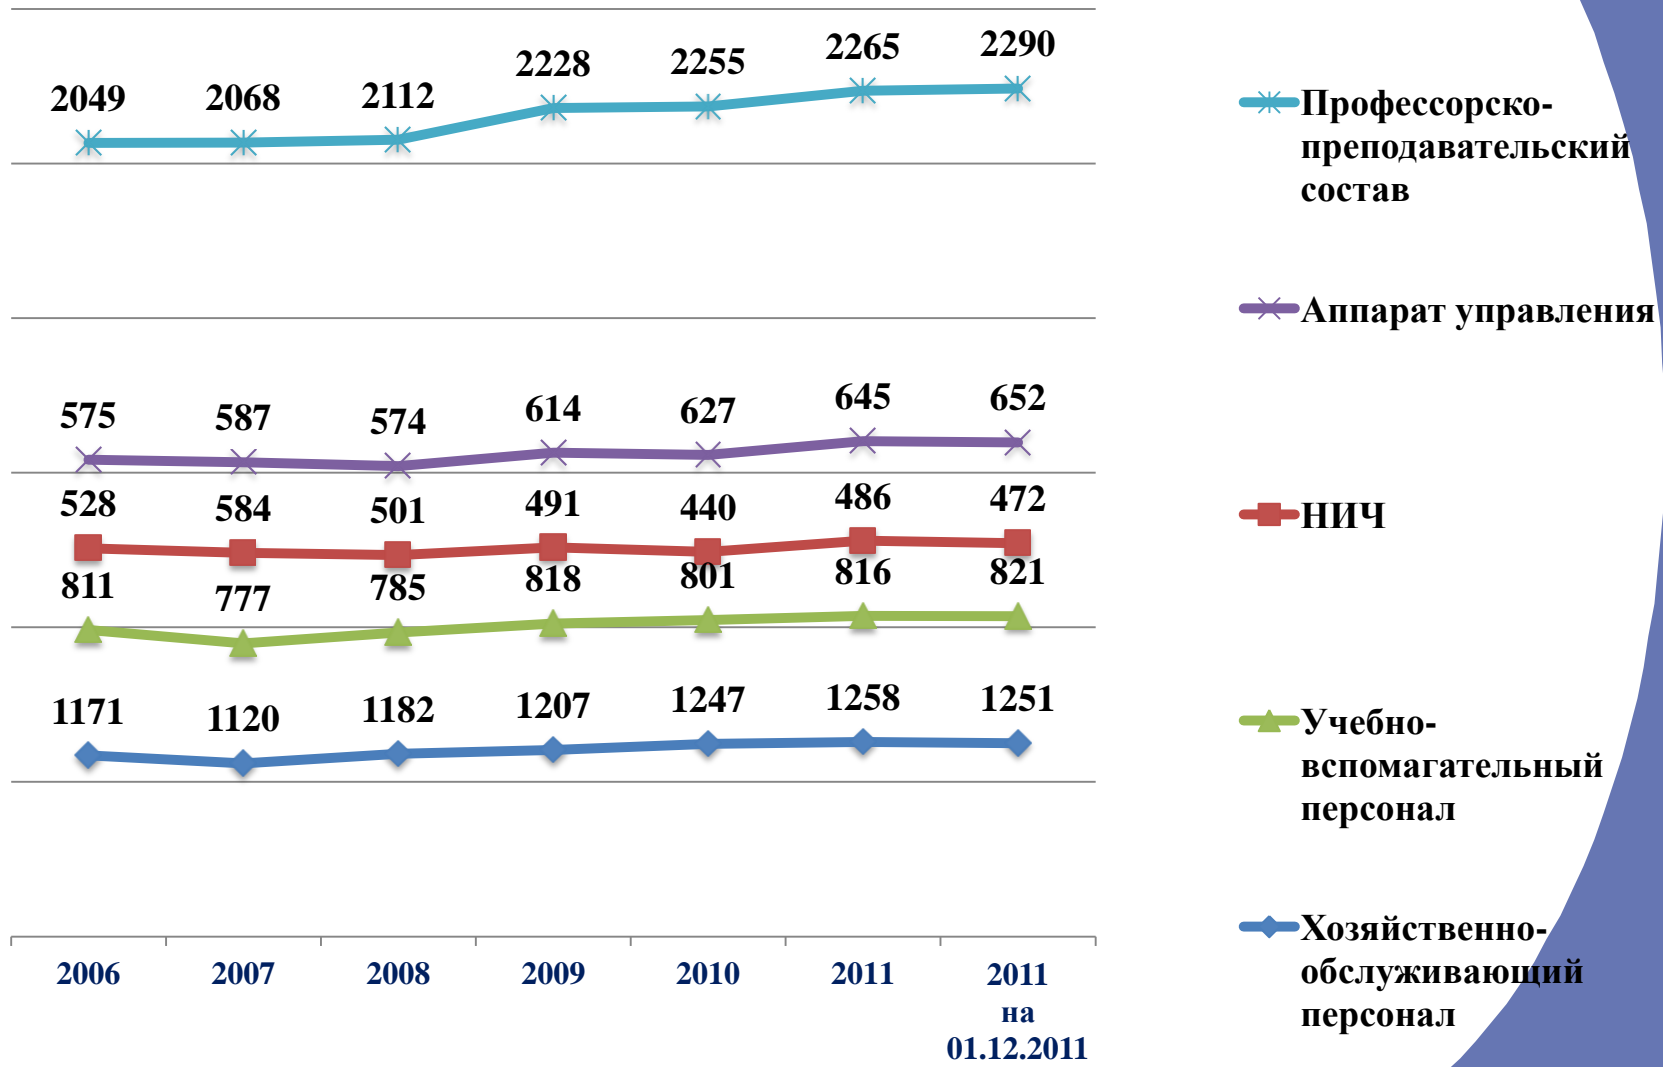 2049 2068 2112 2228 2255 2265 2290
575 587 574 614 627 645 652
528 584 501 491 440 486 472
811 777 785 818 801 816 821
1171 1120 1182 1207 1247 1258 1251
2006 2007 2008 2009 2010 2011 2011
на
01.12.2011
Профессорско-
преподавательский
состав
Аппарат управления
НИЧ
Учебно-
вспомагательный
персонал
Хозяйственно-
обслуживающий
персонал